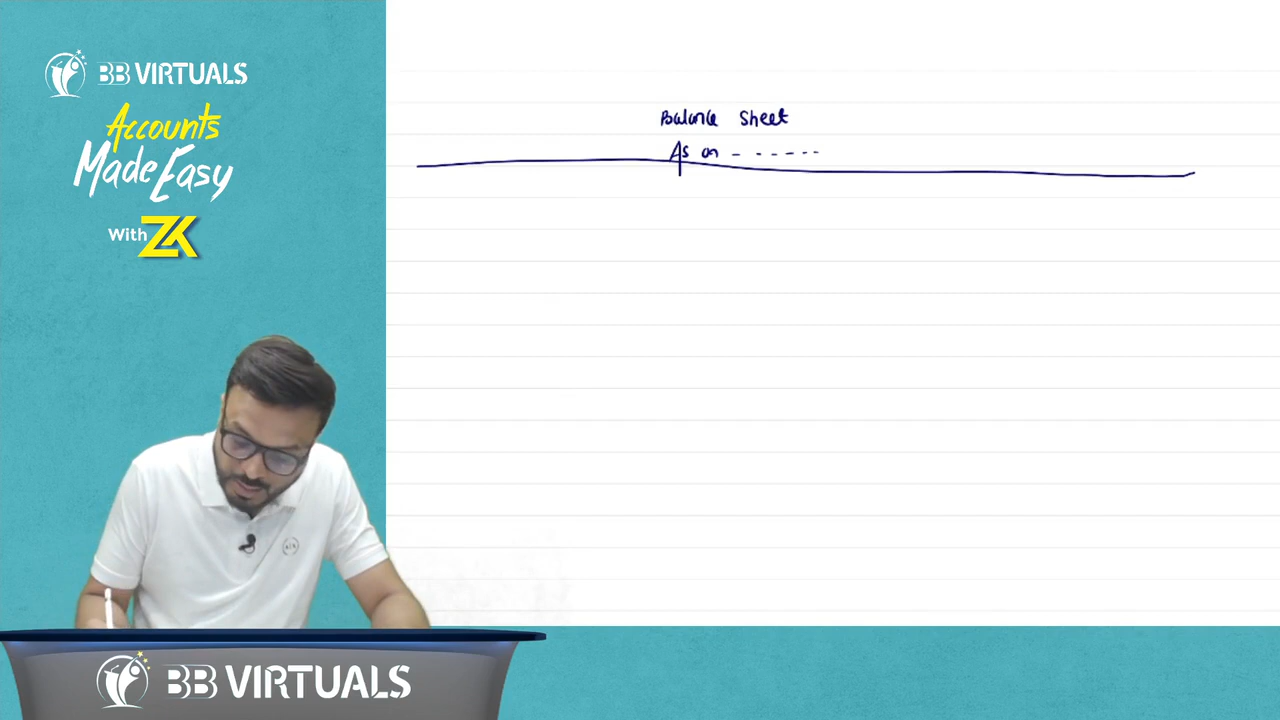 BB VIRTUALS
Accounts
Made Easy
With ZK
Balance Sheet
As on - - - - - -
BB VIRTUALS